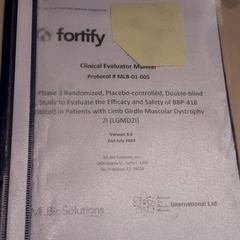 fortify
Clinical Evaluator Manual
Protocol # MLB-01-005
Phase 3 Randomized, Placebo-controlled, Double-blind
Study to Evaluate the Efficacy and Safety of BBP-418
in Patients with Limb Girdle Muscular Dystrophy
2I (LGMD2i)
Version 5.0
2nd July 2024
ML Bio Solutions, Inc.
San Francisco, CA
ML Bio Solutions
International Ltd